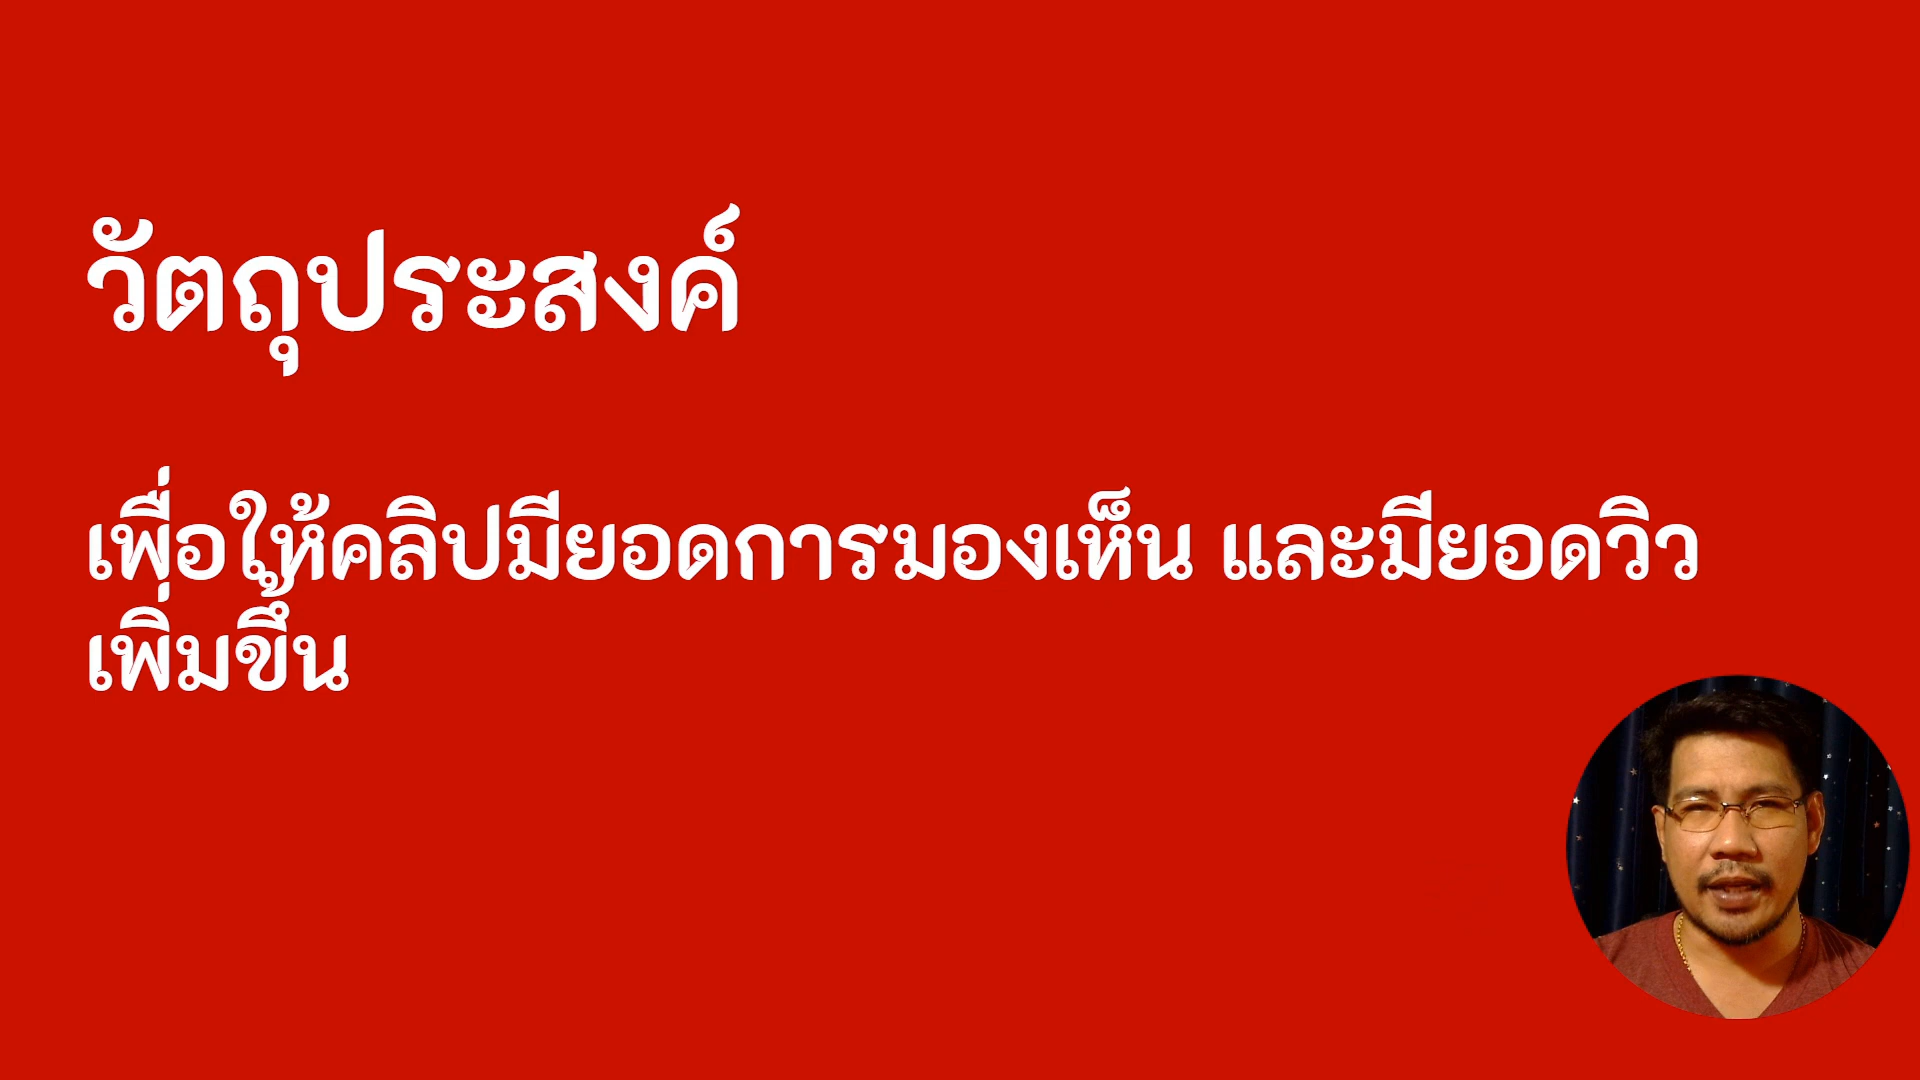 วัตถุประสงค์
เพื่อให้คลิปมียอดการมองเห็น และมียอดวิว
เพิ่มขึ้น